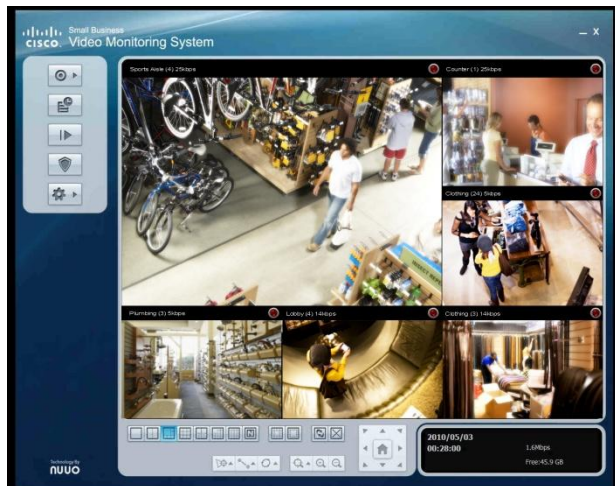 Small Business
CISCO. Video Monitoring System
– X
Sports Aisle (4) 25kbps
Counter (1) 25kbps
Clothing (24) 5kbps
Plumbing (3) 5kbps
Lobby (4) 14kbps
Clothing (3) 14kbps
2010/05/03
00:28:00
1.6Mbps
Free:45.9 GB
Technology By
NUUO